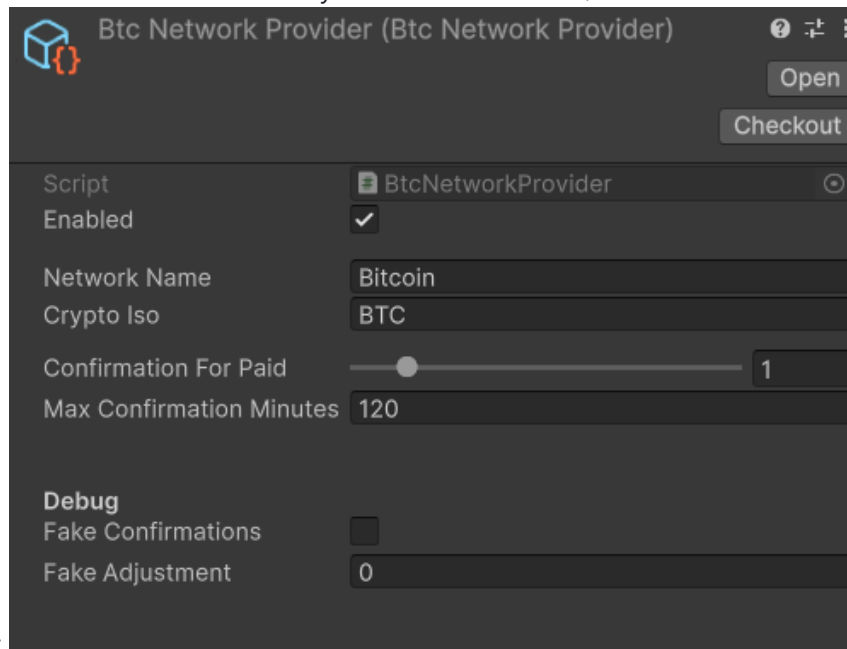 Btc Network Provider (Btc Network Provider)
Open
Checkout
Script BtcNetworkProvider
Enabled
Network Name Bitcoin
Crypto Iso BTC
Confirmation For Paid 1
Max Confirmation Minutes 120
Debug
Fake Confirmations
Fake Adjustment 0